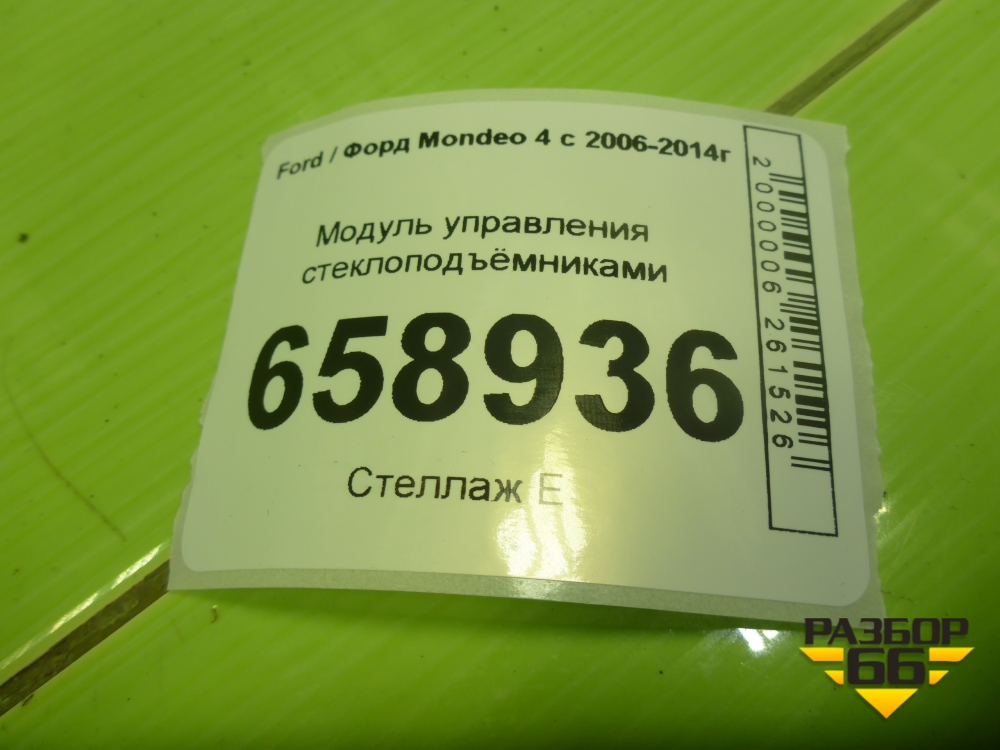 Ford / Форд Mondeo 4 с 2006-2014г
Модуль управления
стеклоподъёмниками
658936
Стеллаж E
2000006261526
РАЗБОР
66